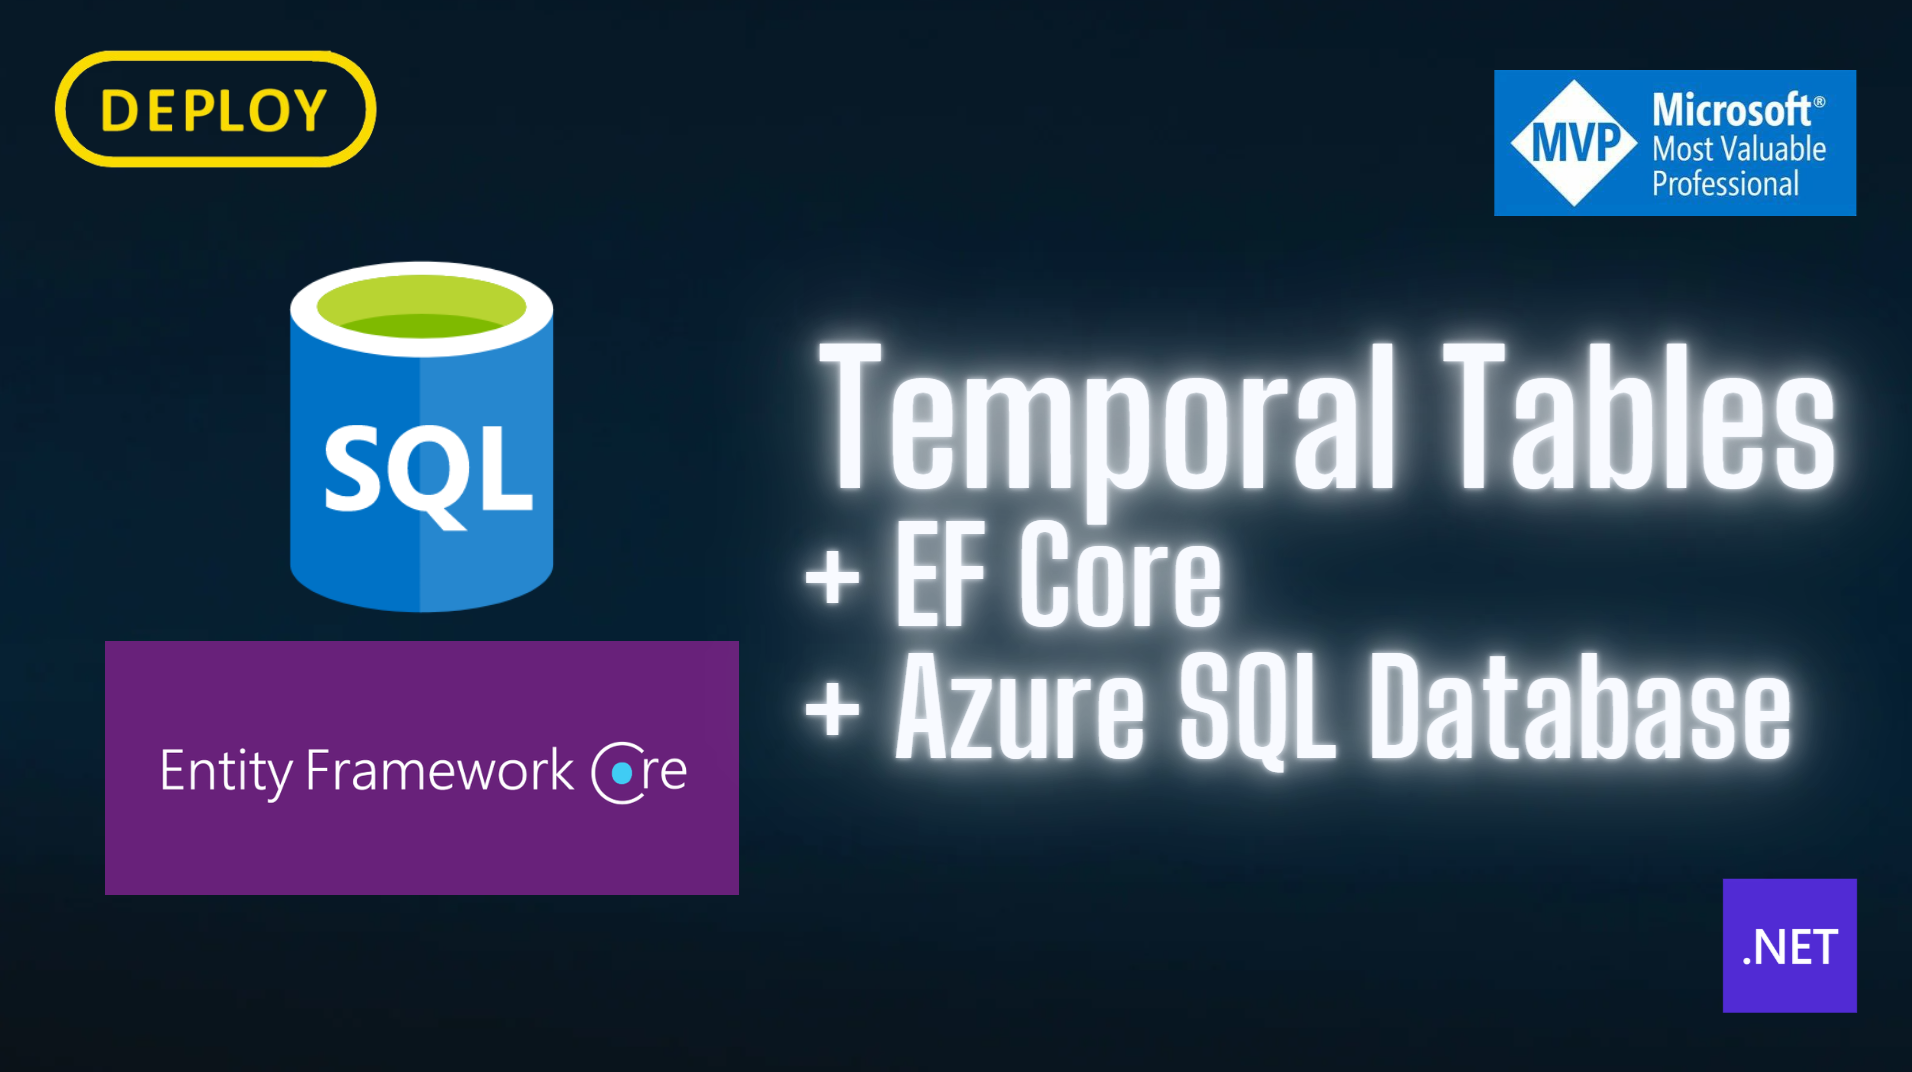 DEPLOY
MVP
Microsoft®
Most Valuable
Professional
SQL
Temporal Tables
+ EF Core
+ Azure SQL Database
Entity Framework Core
.NET